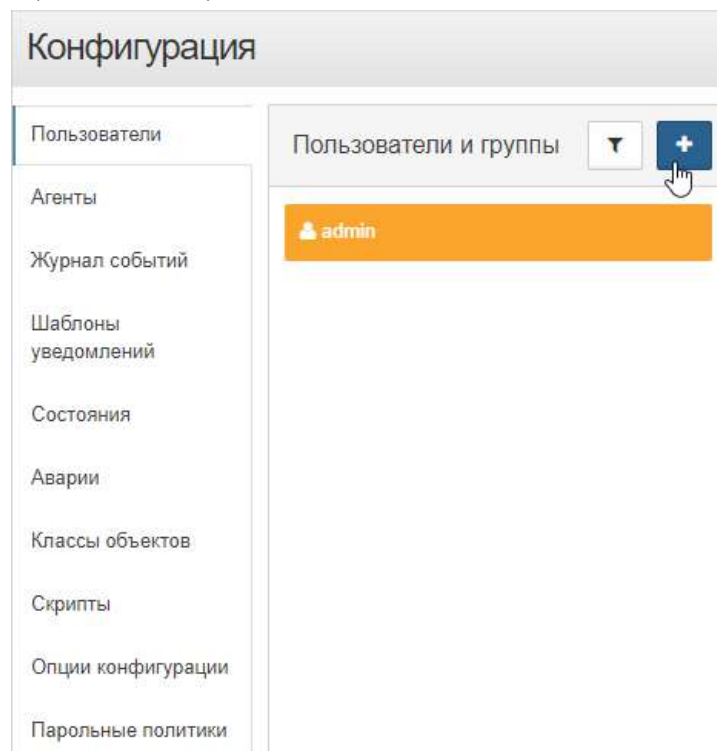 Конфигурация
Пользователи
Агенты
Журнал событий
Шаблоны
уведомлений
Состояния
Аварии
Классы объектов
Скрипты
Опции конфигурации
Парольные политики
Пользователи и группы
admin